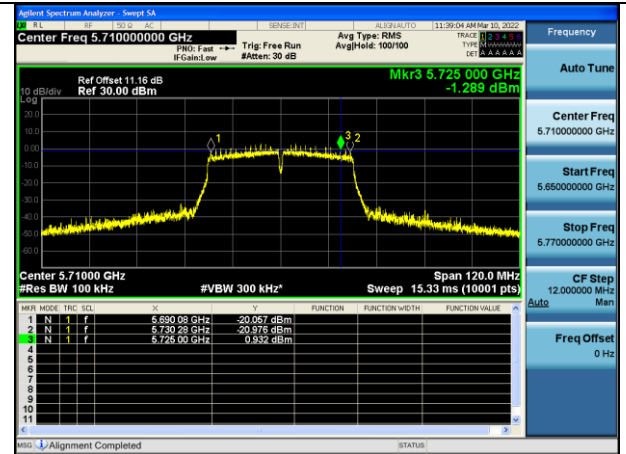 Agilent Spectrum Analyzer - Swept SA
RL RF 50 Ω AC SENSE:INT ALIGNAUTO 11:39:04 AM Mar 10, 2022
Center Freq 5.710000000 GHz
PNO: Fast
IFGain:Low
Trig: Free Run
#Atten: 30 dB
Avg Type: RMS
Avg|Hold: 100/100
TRACE 1 2 3 4 5 6
TYPE M
DET A A A A A A
Frequency
Ref Offset 11.16 dB
10 dB/div Ref 30.00 dBm
Log
Mkr3 5.725 000 GHz
-1.289 dBm
20.0
10.0
0.00
-10.0
-20.0
-30.0
-40.0
-50.0
-60.0
1
3
2
Center 5.71000 GHz Span 120.0 MHz
#Res BW 100 kHz #VBW 300 kHz* Sweep 15.33 ms (10001 pts)
MKR MODE TRC SCL X Y FUNCTION FUNCTION WIDTH FUNCTION VALUE
1 N 1 f 5.690 08 GHz -20.057 dBm
2 N 1 f 5.730 28 GHz -20.976 dBm
3 N 1 f 5.725 00 GHz 0.932 dBm
4
5
6
7
8
9
10
11
MSG Alignment Completed STATUS
Auto Tune
Center Freq
5.710000000 GHz
Start Freq
5.650000000 GHz
Stop Freq
5.770000000 GHz
CF Step
12.000000 MHz
Auto Man
Freq Offset
0 Hz